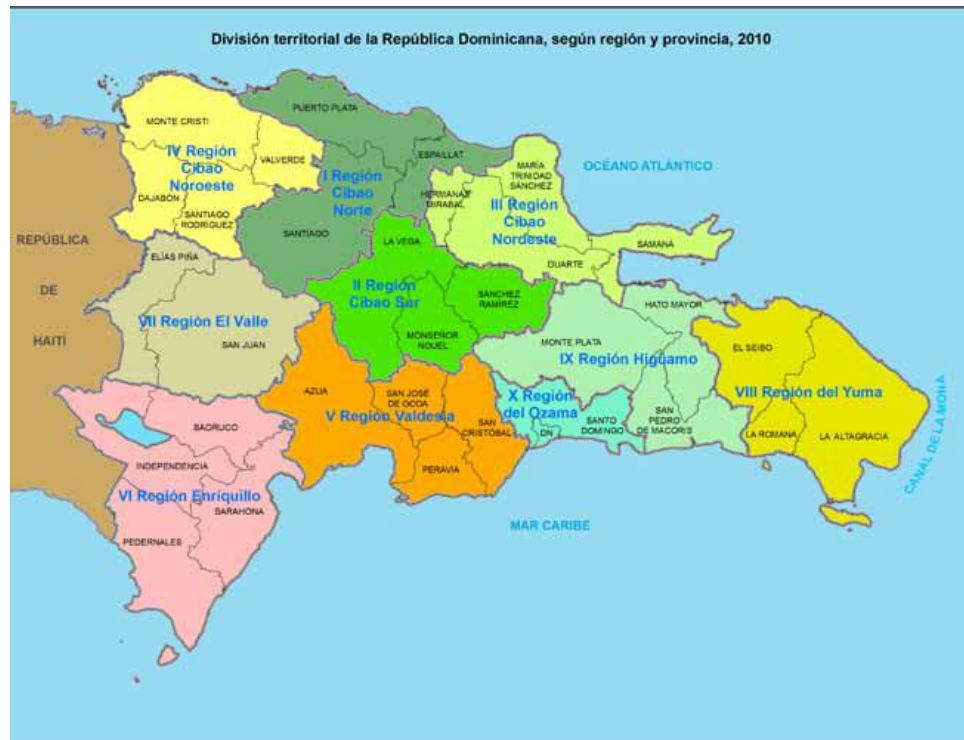 División territorial de la República Dominicana, según región y provincia, 2010
PUERTO PLATA
MONTE CRISTI
IV Región
Cibao
Noroeste
VALVERDE
ESPAILLAT
I Región
Cibao
Norte
DAJABÓN
SANTIAGO
RODRÍGUEZ
SANTIAGO
HERMANAS
MIRABAL
MARÍA
TRINIDAD
SÁNCHEZ
III Región
Cibao
Nordeste
DUARTE
SAMANA
OCÉANO ATLÁNTICO
REPÚBLICA
DE
HAITÍ
ELÍAS PIÑA
VII Región El Valle
SAN JUAN
LA VEGA
II Región
Cibao Sur
SÁNCHEZ
RAMÍREZ
MONSEÑOR
NOUEL
MONTE PLATA
HATO MAYOR
IX Región Higuamo
SAN
PEDRO
DE MACORIS
EL SEIBO
VIII Región del Yuma
LA ROMANA
LA ALTAGRACIA
CANAL DE LA MONA
AZUA
SAN JOSÉ
DE OCOA
V Región Valdesia
SAN
CRISTÓBAL
PERAVIA
X Región
del Ozama
DN
SANTO
DOMINGO
BAORUCO
INDEPENDENCIA
VI Región Enriquillo
BARAHONA
PEDERNALES
MAR CARIBE